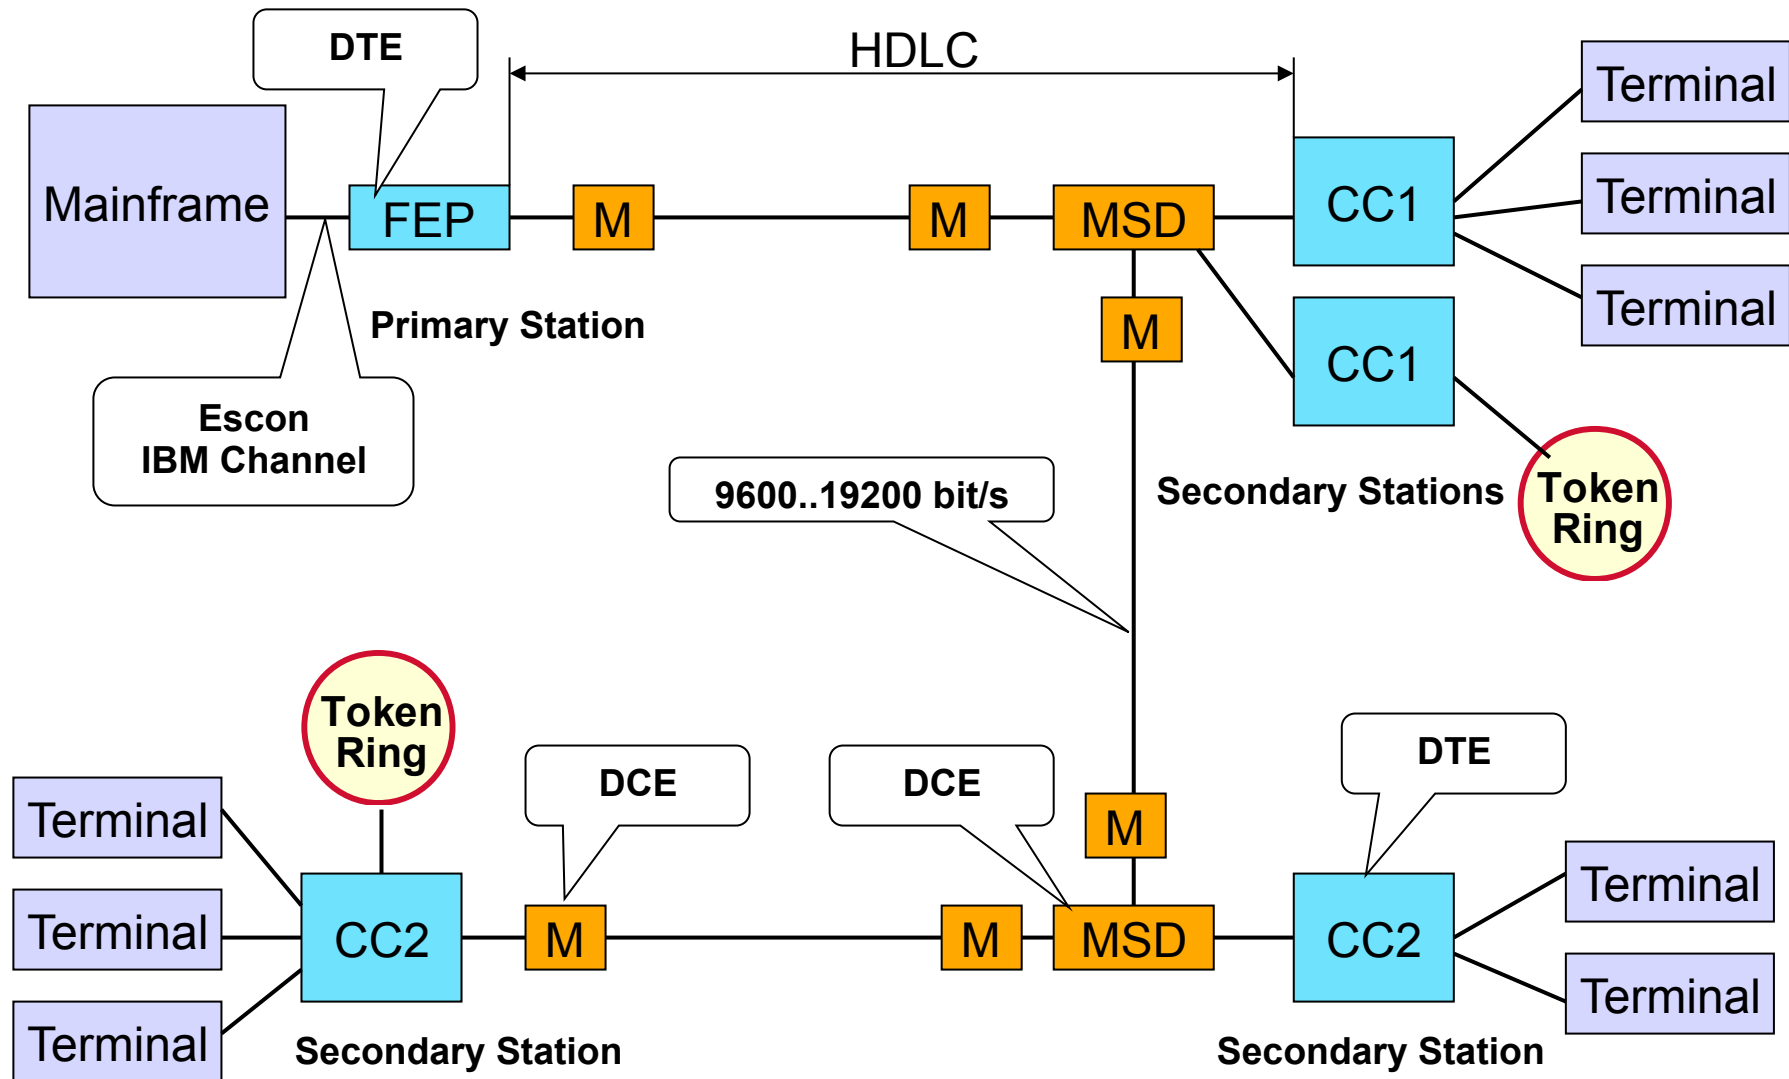 DTE
HDLC
Terminal
Mainframe
FEP
M
M
MSD
CC1
Terminal
Terminal
Primary Station
M
CC1
Escon
IBM Channel
9600..19200 bit/s
Secondary Stations
Token
Ring
Token
Ring
DCE
DCE
DTE
Terminal
M
Terminal
Terminal
CC2
M
M
MSD
CC2
Terminal
Terminal
Secondary Station
Secondary Station